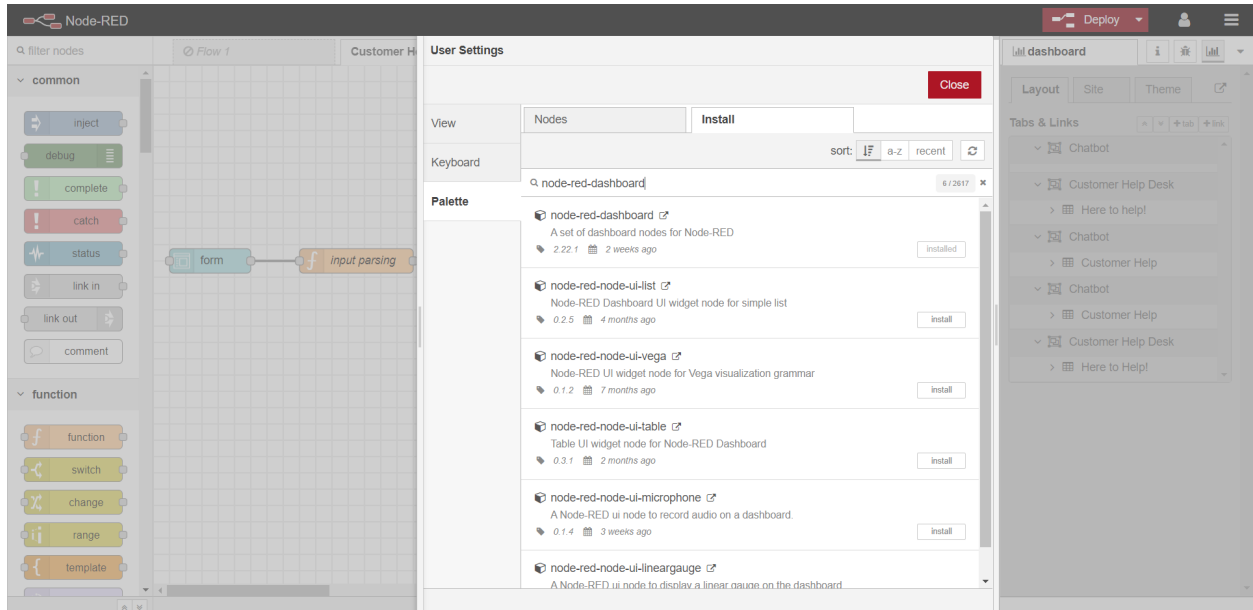 Node-RED
Deploy
filter nodes
common
inject
debug
complete
catch
status
link in
link out
comment
function
function
switch
change
range
template
Flow 1
Customer H
form
input parsing
User Settings
Close
View
Keyboard
Palette
Nodes
Install
sort: a-z recent
node-red-dashboard
6 / 2617
node-red-dashboard
A set of dashboard nodes for Node-RED
2.22.1 2 weeks ago
installed
node-red-node-ui-list
Node-RED Dashboard UI widget node for simple list
0.2.5 4 months ago
install
node-red-node-ui-vega
Node-RED UI widget node for Vega visualization grammar
0.1.2 7 months ago
install
node-red-node-ui-table
Table UI widget node for Node-RED Dashboard
0.3.1 2 months ago
install
node-red-node-ui-microphone
A Node-RED ui node to record audio on a dashboard.
0.1.4 3 weeks ago
install
node-red-node-ui-lineargauge
A Node-RED ui node to display a linear gauge on the dashboard
dashboard
Layout Site Theme
Tabs & Links
+ tab + link
Chatbot
Customer Help Desk
Here to help!
Chatbot
Customer Help
Chatbot
Customer Help
Customer Help Desk
Here to Help!